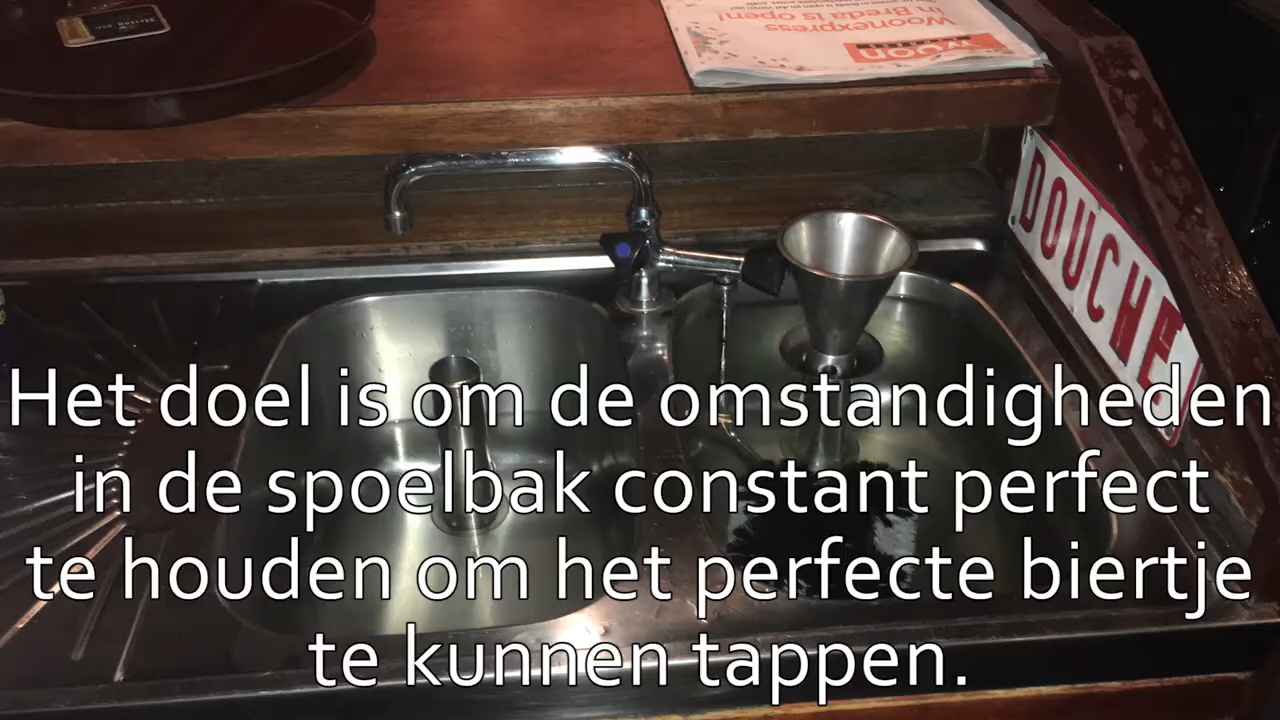 Woonexpress
in Breda is open!
woon
DOUCHE
Het doel is om de omstandigheden
in de spoelbak constant perfect
te houden om het perfecte biertje
te kunnen tappen.